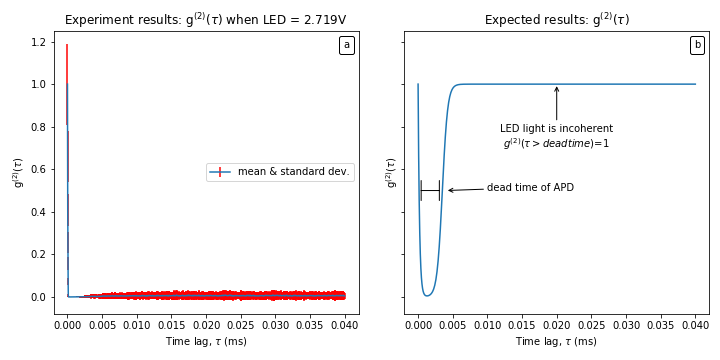 Experiment results: g⁽²⁾(τ) when LED = 2.719V
a
1.2
1.0
0.8
0.6
0.4
0.2
0.0
g⁽²⁾(τ)
mean & standard dev.
0.000 0.005 0.010 0.015 0.020 0.025 0.030 0.035 0.040
Time lag, τ (ms)
Expected results: g⁽²⁾(τ)
b
g⁽²⁾(τ)
LED light is incoherent
g⁽²⁾(τ > deadtime)=1
dead time of APD
0.000 0.005 0.010 0.015 0.020 0.025 0.030 0.035 0.040
Time lag, τ (ms)